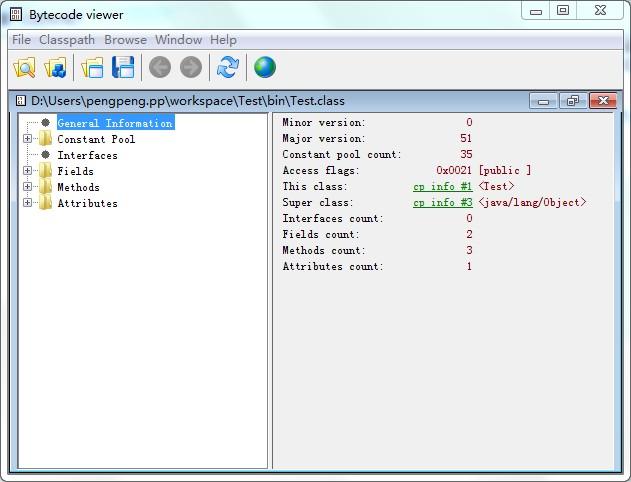 Bytecode viewer
File Classpath Browse Window Help
D:\Users\pengpeng.pp\workspace\Test\bin\Test.class
General Information
Constant Pool
Interfaces
Fields
Methods
Attributes
Minor version: 0
Major version: 51
Constant pool count: 35
Access flags: 0x0021 [public ]
This class: cp info #1 <Test>
Super class: cp info #3 <java/lang/Object>
Interfaces count: 0
Fields count: 2
Methods count: 3
Attributes count: 1